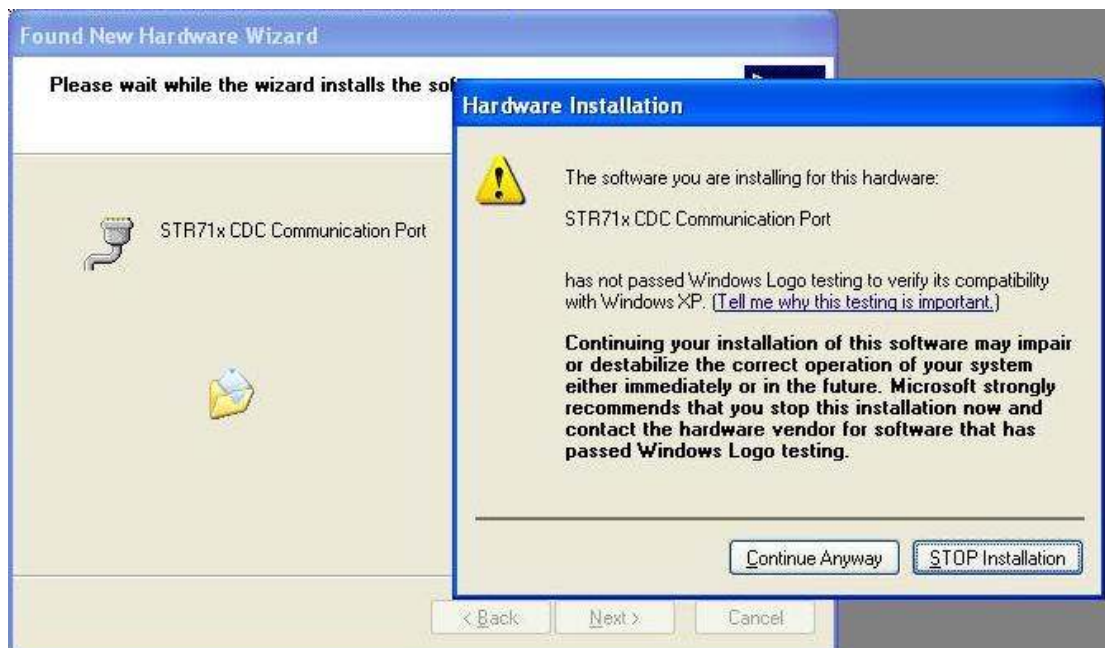 Found New Hardware Wizard
Please wait while the wizard installs the
STR71x CDC Communication Port
< Back
Next >
Cancel
Hardware Installation
The software you are installing for this hardware:
STR71x CDC Communication Port
has not passed Windows Logo testing to verify its compatibility
with Windows XP. (Tell me why this testing is important.)
Continuing your installation of this software may impair
or destabilize the correct operation of your system
either immediately or in the future. Microsoft strongly
recommends that you stop this installation now and
contact the hardware vendor for software that has
passed Windows Logo testing.
Continue Anyway
STOP Installation